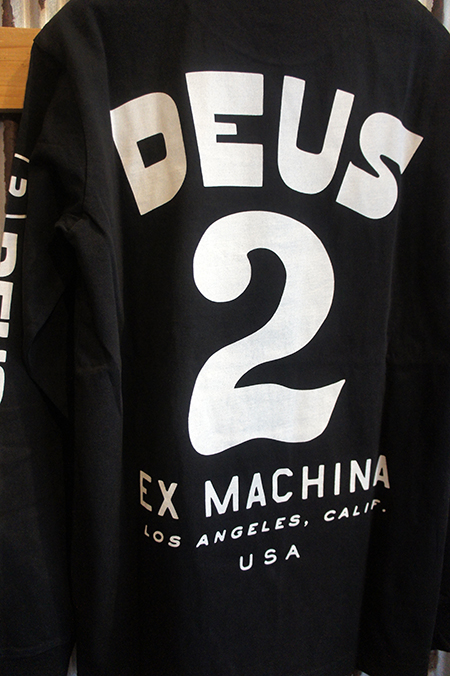 DEUS
2
EX MACHINA
LOS ANGELES, CALIF.
USA